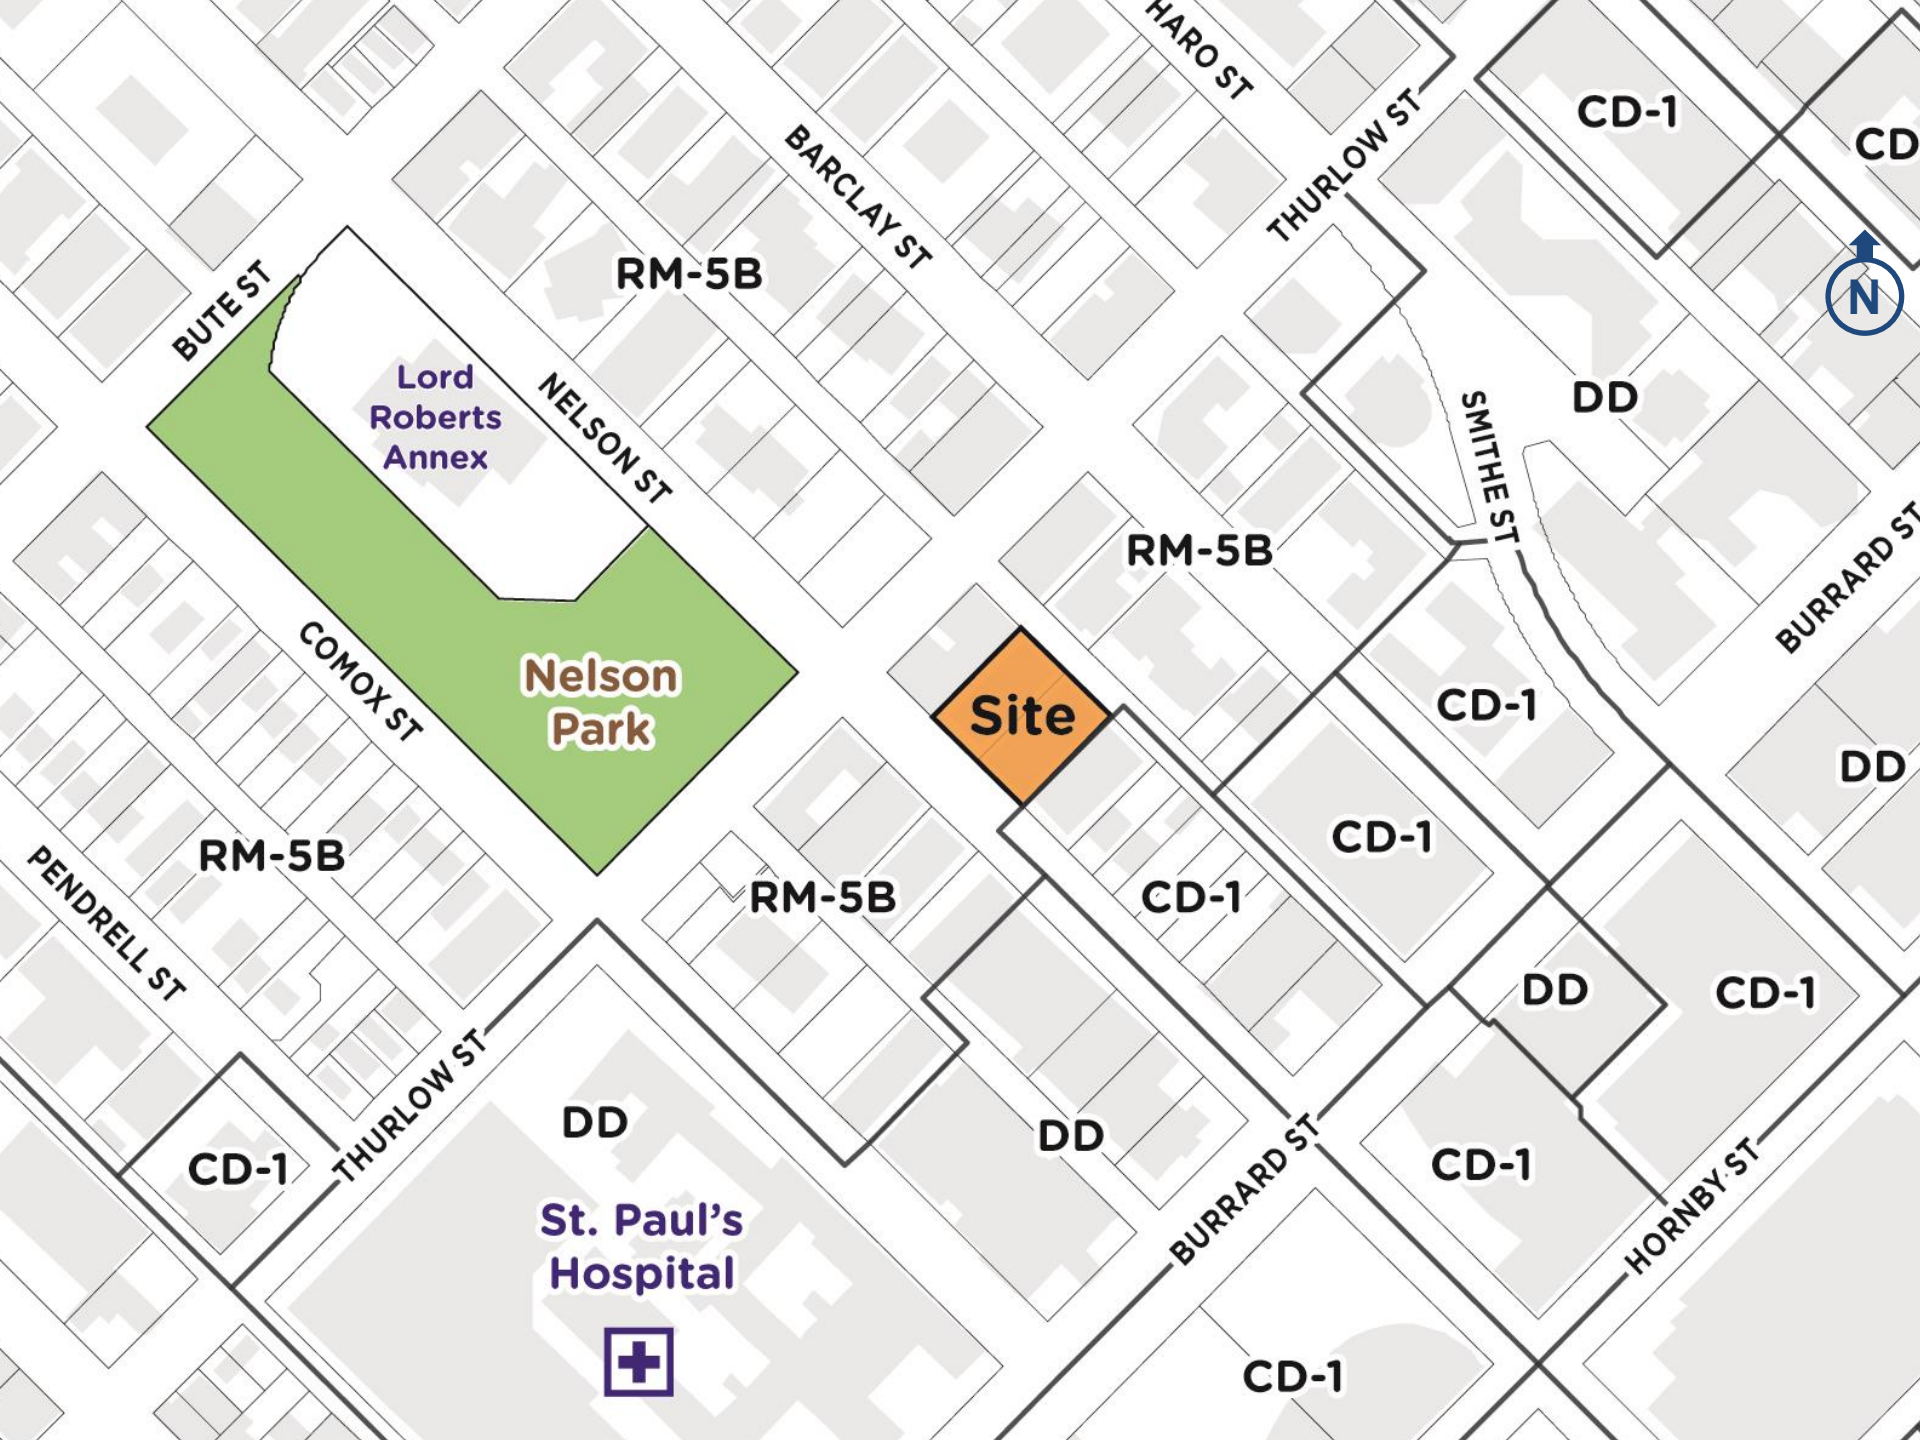 HARO ST
THURLOW ST
CD-1
CD
BARCLAY ST
RM-5B
N
BUTE ST
Lord
Roberts
Annex
NELSON ST
SMITHE ST
DD
BURRARD ST
RM-5B
Nelson
Park
Site
CD-1
COMOX ST
DD
RM-5B
PENDRELL ST
RM-5B
CD-1
CD-1
DD
CD-1
THURLOW ST
DD
DD
CD-1
CD-1
BURRARD ST
HORNBY ST
St. Paul's
Hospital
CD-1